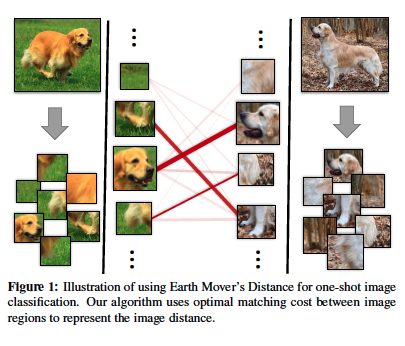 Figure 1: Illustration of using Earth Mover's Distance for one-shot image
classification. Our algorithm uses optimal matching cost between image
regions to represent the image distance.